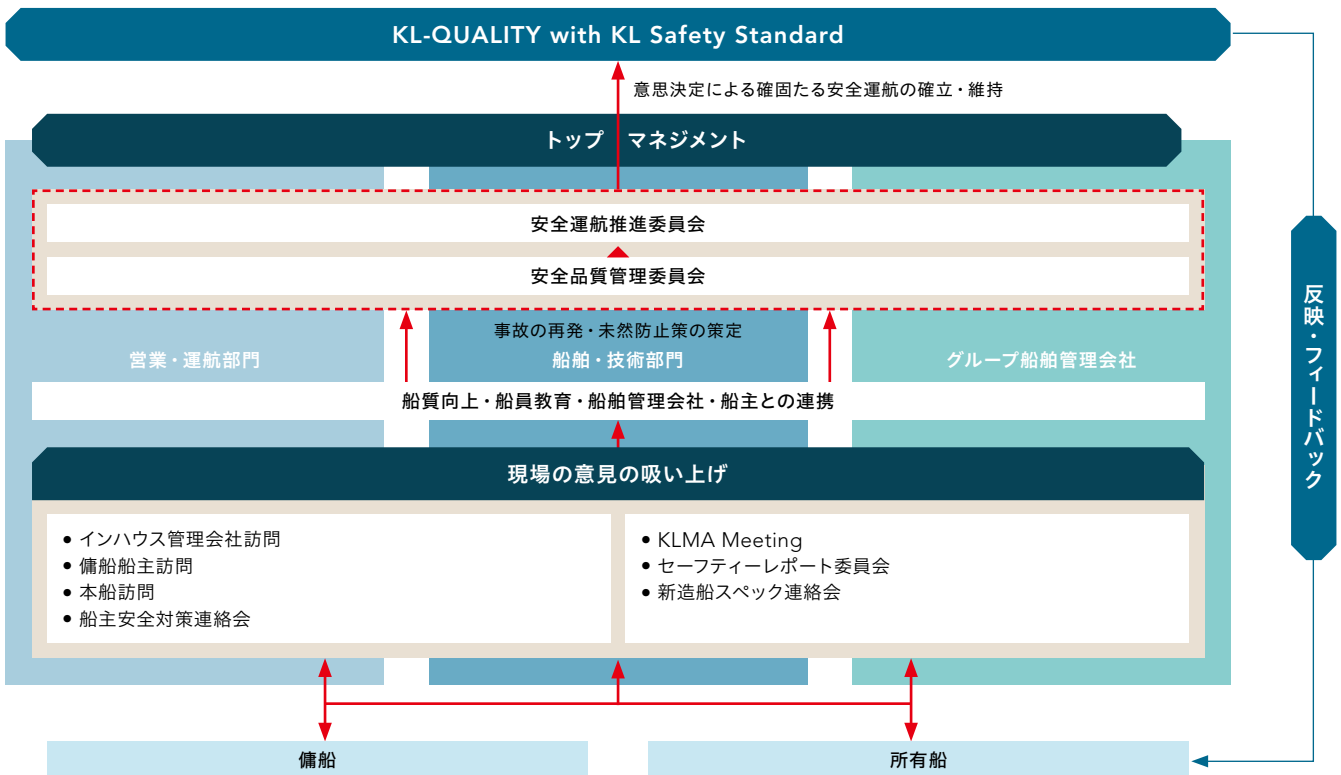 KL-QUALITY with KL Safety Standard
意思決定による確固たる安全運航の確立・維持
トップ マネジメント
安全運航推進委員会
安全品質管理委員会
事故の再発・未然防止策の策定
営業・運航部門
船舶・技術部門
グループ船舶管理会社
船質向上・船員教育・船舶管理会社・船主との連携
現場の意見の吸い上げ
• インハウス管理会社訪問
• 傭船船主訪問
• 本船訪問
• 船主安全対策連絡会
• KLMA Meeting
• セーフティーレポート委員会
• 新造船スペック連絡会
傭船
所有船
反映・フィードバック